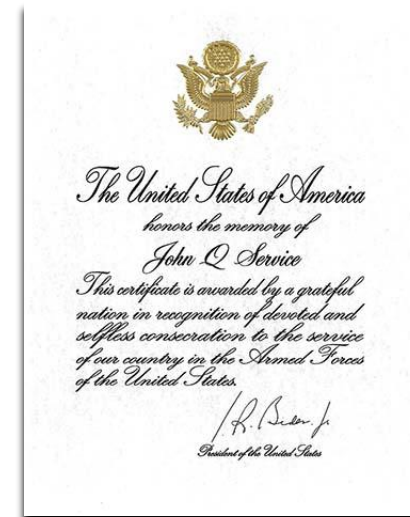 The United States of America
honors the memory of
John Q Service
This certificate is awarded by a grateful
nation in recognition of devoted and
selfless consecration to the service
of our country in the Armed Forces
of the United States.
J. R. Biden. Jr
President of the United States